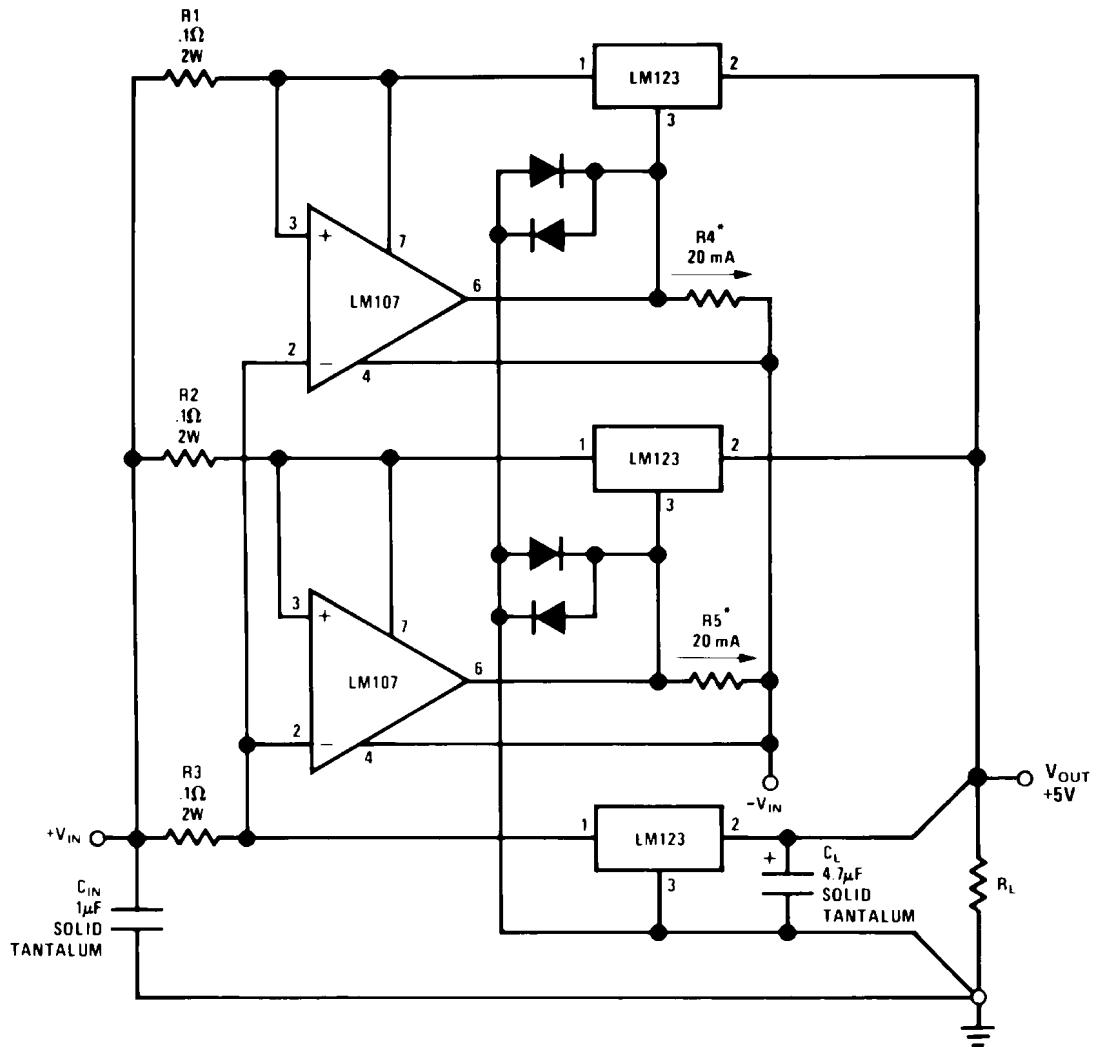 R1
.1Ω
2W
1
LM123
2
3
3
+
7
R4*
20 mA
LM107
6
2
−
4
R2
.1Ω
2W
1
LM123
2
3
3
+
7
R5*
20 mA
LM107
6
2
−
4
R3
.1Ω
2W
−VIN
VOUT
+5V
+VIN
1
LM123
2
3
+
CL
4.7μF
SOLID
TANTALUM
RL
CIN
1μF
SOLID
TANTALUM